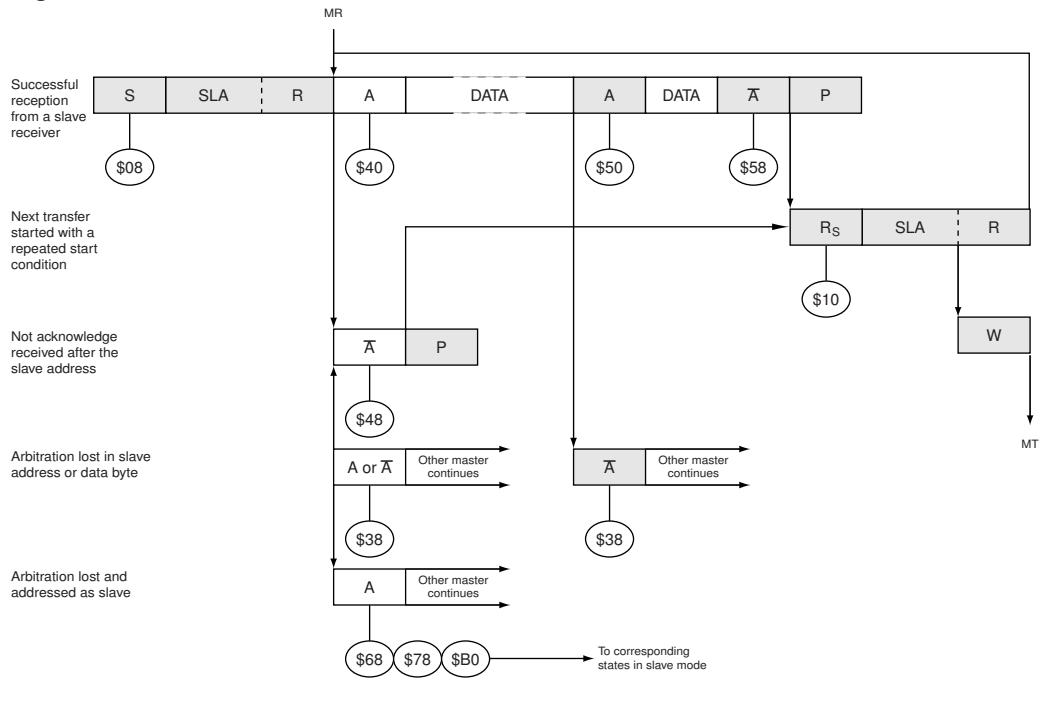 MR
Successful
reception
from a slave
receiver
S SLA R A DATA A DATA A̅ P
$08 $40 $50 $58
Next transfer
started with a
repeated start
condition
RS SLA R
$10
Not acknowledge
received after the
slave address
A̅ P
W
$48
MT
Arbitration lost in slave
address or data byte
A or A̅
Other master
continues
A̅
Other master
continues
$38 $38
Arbitration lost and
addressed as slave
A
Other master
continues
$68 $78 $B0
To corresponding
states in slave mode